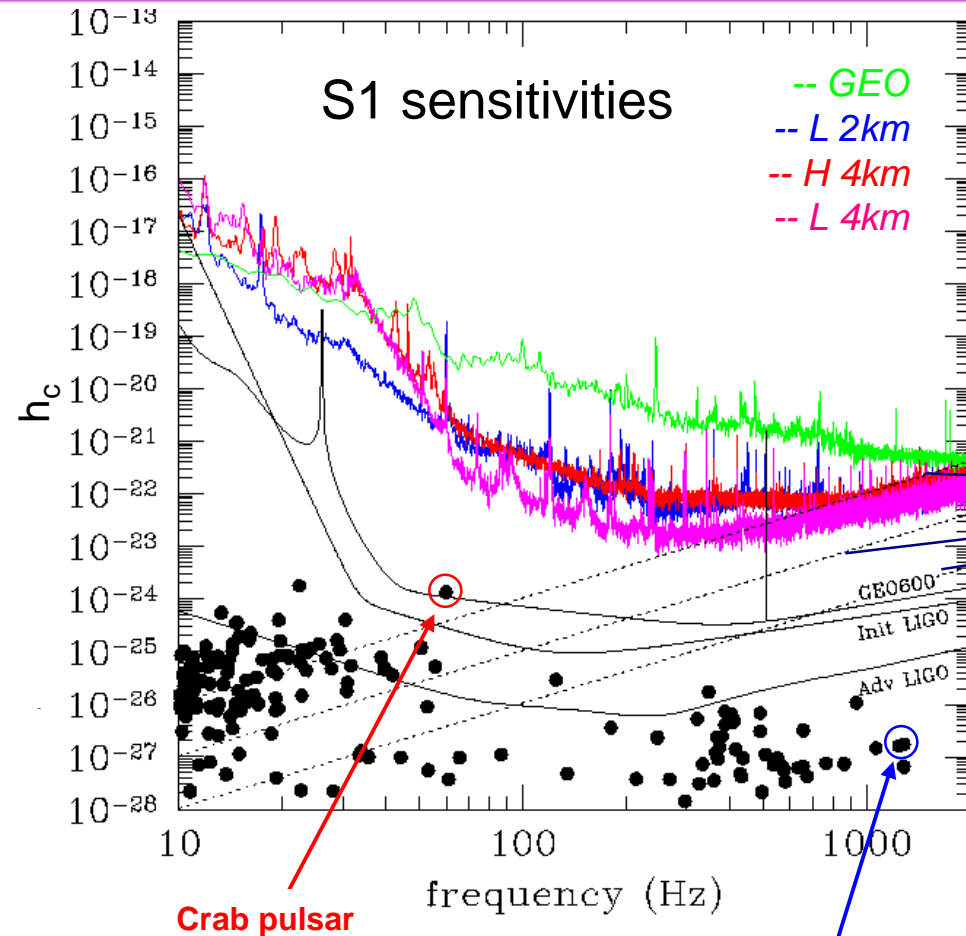 10⁻¹³
10⁻¹⁴
10⁻¹⁵
10⁻¹⁶
10⁻¹⁷
10⁻¹⁸
10⁻¹⁹
10⁻²⁰
10⁻²¹
10⁻²²
10⁻²³
10⁻²⁴
10⁻²⁵
10⁻²⁶
10⁻²⁷
10⁻²⁸
h_c
S1 sensitivities
-- GEO
-- L 2km
-- H 4km
-- L 4km
GEO600
Init LIGO
Adv LIGO
10 100 1000
frequency (Hz)
Crab pulsar